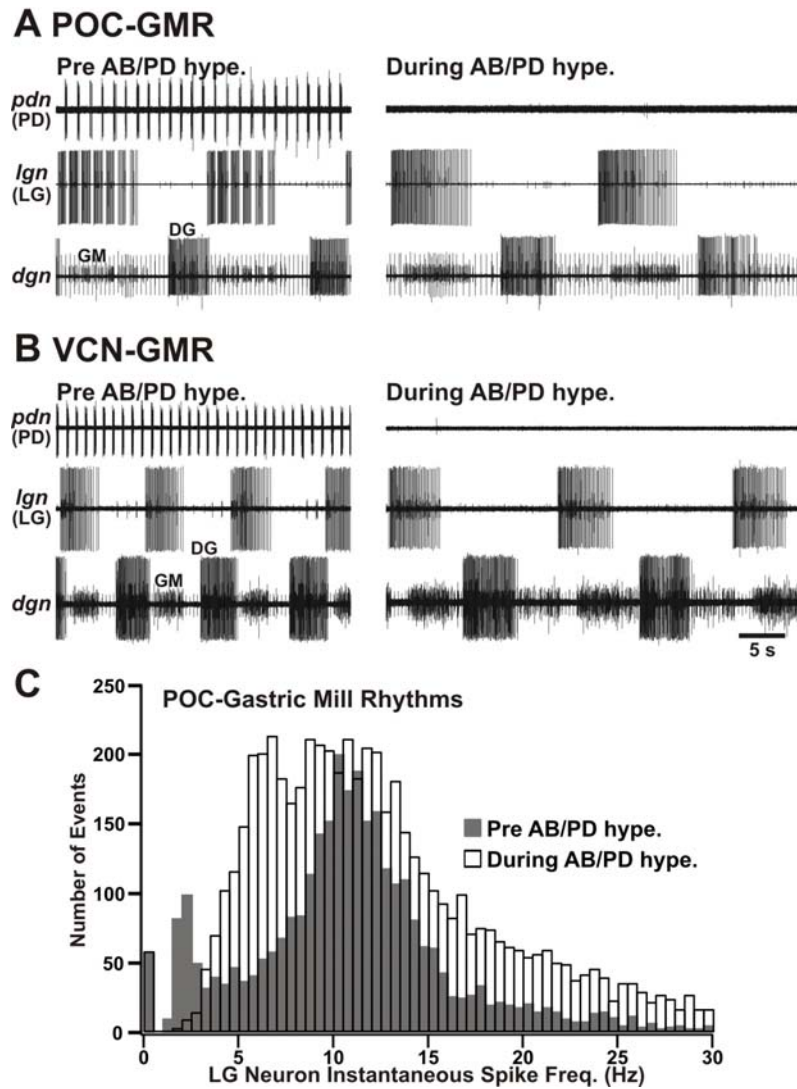 A POC-GMR
Pre AB/PD hype.
During AB/PD hype.
pdn
(PD)
lgn
(LG)
DG
GM
dgn
B VCN-GMR
Pre AB/PD hype.
During AB/PD hype.
pdn
(PD)
lgn
(LG)
DG
GM
dgn
5 s
C
POC-Gastric Mill Rhythms
250
200
150
100
50
0
Number of Events
Pre AB/PD hype.
During AB/PD hype.
0 5 10 15 20 25 30
LG Neuron Instantaneous Spike Freq. (Hz)